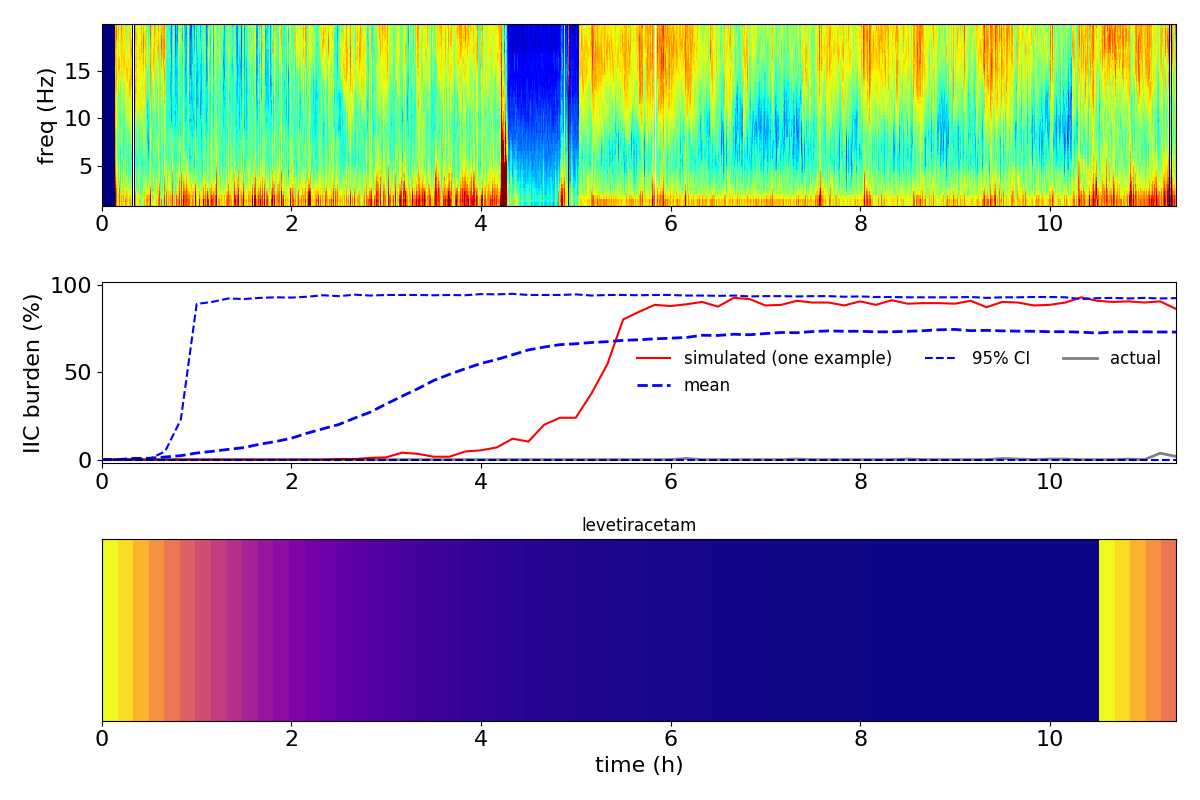 freq (Hz)
15
10
5
0 2 4 6 8 10
IIC burden (%)
100
50
0
simulated (one example) 95% CI actual
mean
0 2 4 6 8 10
levetiracetam
0 2 4 6 8 10
time (h)